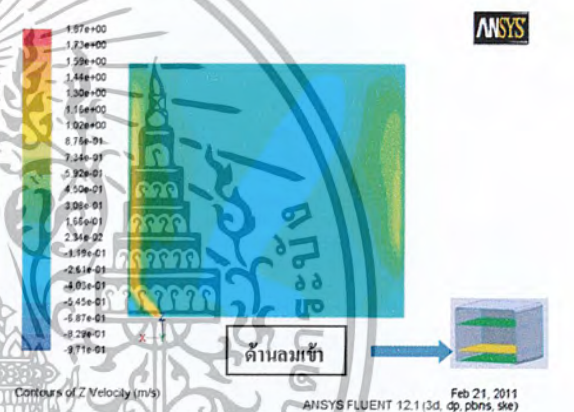 ANSYS
1.87e+00
1.73e+00
1.59e+00
1.44e+00
1.30e+00
1.16e+00
1.02e+00
8.76e-01
7.34e-01
5.92e-01
4.50e-01
3.08e-01
1.66e-01
2.34e-02
-1.19e-01
-2.61e-01
-4.03e-01
-5.45e-01
-6.87e-01
-8.29e-01
-9.71e-01
ด้านลมเข้า
Contours of Z Velocity (m/s)
Feb 21, 2011
ANSYS FLUENT 12.1 (3d, dp, pbns, ske)